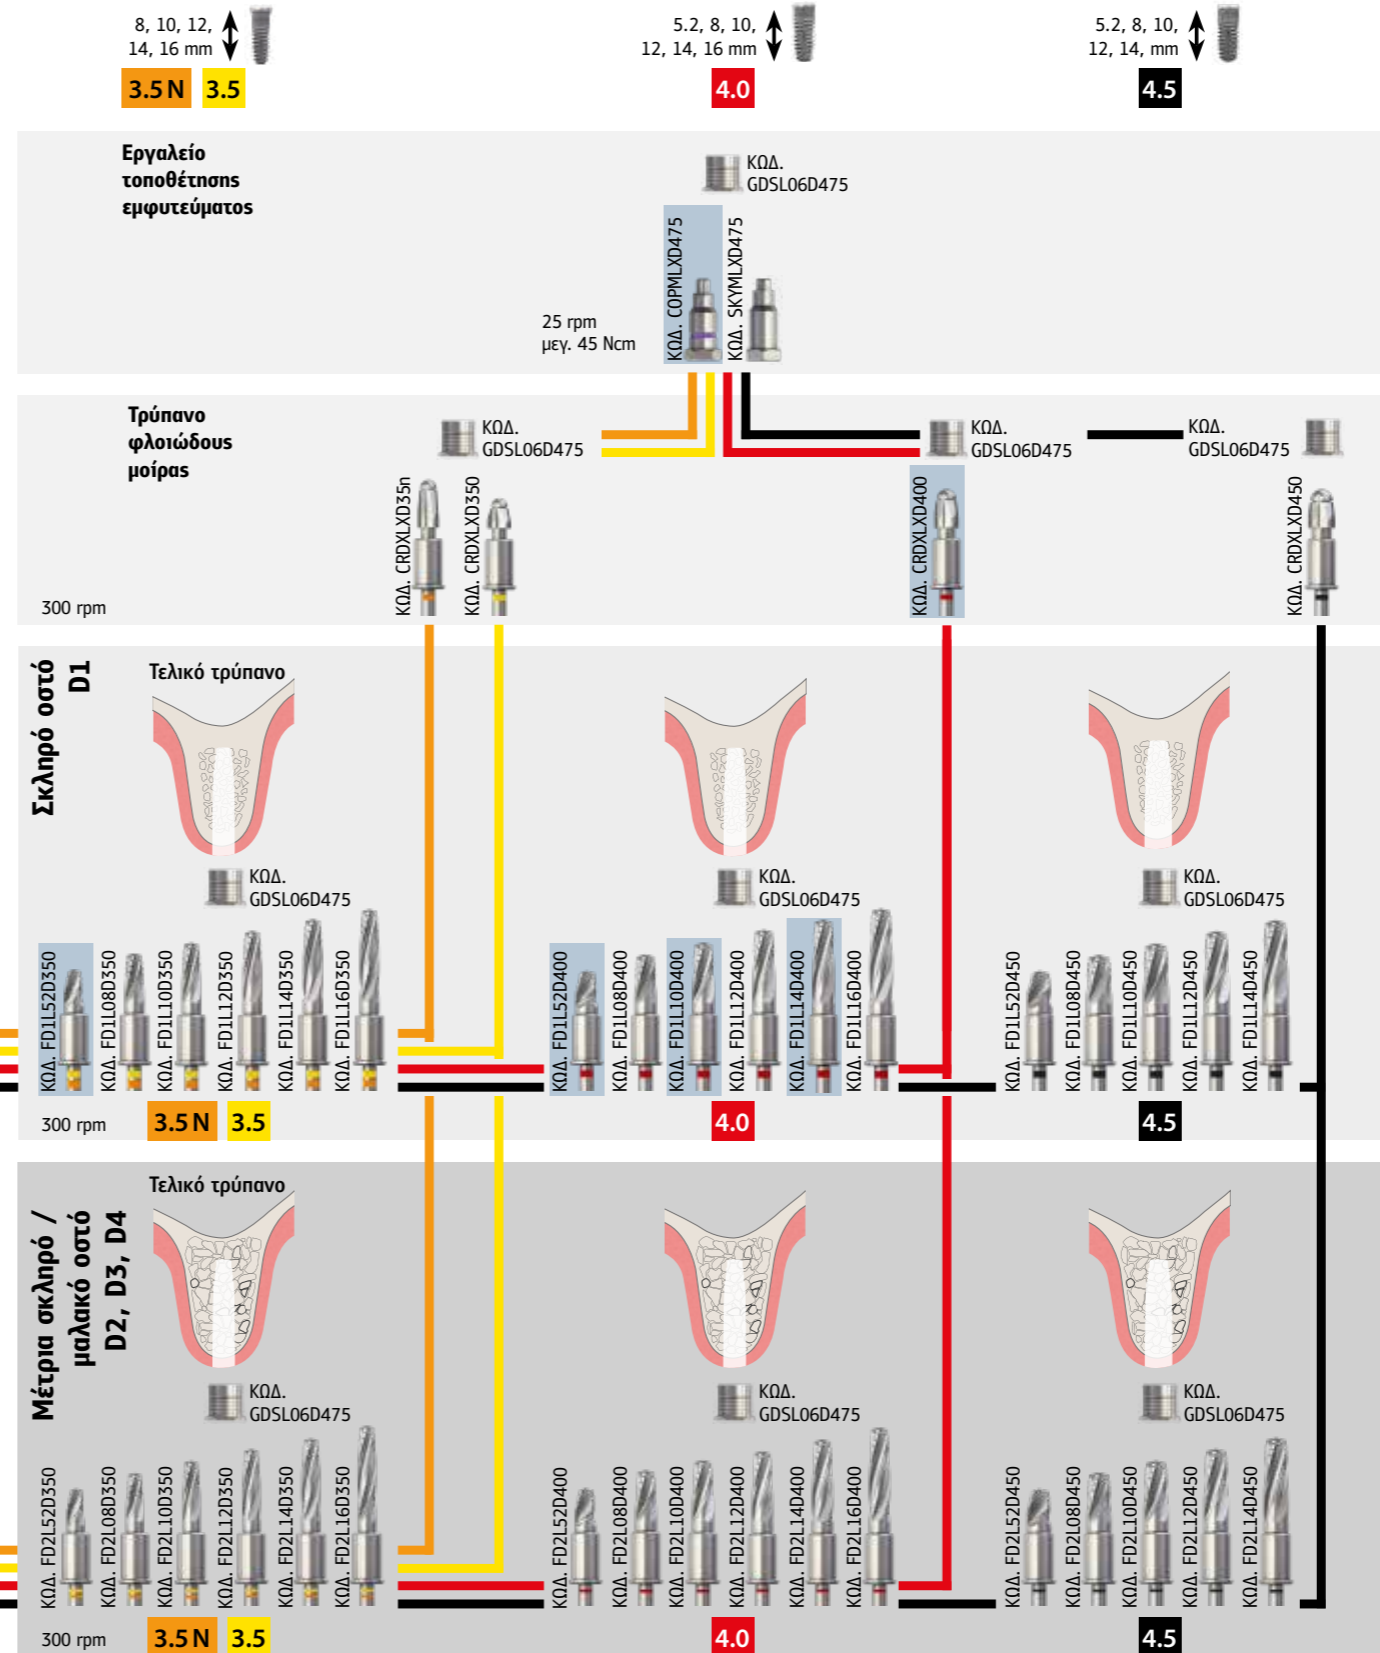 8, 10, 12,
14, 16 mm
3.5 N
3.5
5.2, 8, 10,
12, 14, 16 mm
4.0
5.2, 8, 10,
12, 14, mm
4.5
Εργαλείο
τοποθέτησης
εμφυτεύματος
ΚΩΔ.
GDSL06D475
ΚΩΔ. COPMLXD475
ΚΩΔ. SKYMLXD475
25 rpm
μεγ. 45 Ncm
Τρύπανο
φλοιώδους
μοίρας
ΚΩΔ.
GDSL06D475
ΚΩΔ.
GDSL06D475
ΚΩΔ.
GDSL06D475
ΚΩΔ. CRDXLXD35n
ΚΩΔ. CRDXLXD350
ΚΩΔ. CRDXLXD400
ΚΩΔ. CRDXLXD450
300 rpm
Σκληρό οστό
D1
Τελικό τρύπανο
ΚΩΔ.
GDSL06D475
ΚΩΔ.
GDSL06D475
ΚΩΔ.
GDSL06D475
ΚΩΔ. FD1L52D350
ΚΩΔ. FD1L08D350
ΚΩΔ. FD1L10D350
ΚΩΔ. FD1L12D350
ΚΩΔ. FD1L14D350
ΚΩΔ. FD1L16D350
ΚΩΔ. FD1L52D400
ΚΩΔ. FD1L08D400
ΚΩΔ. FD1L10D400
ΚΩΔ. FD1L12D400
ΚΩΔ. FD1L14D400
ΚΩΔ. FD1L16D400
ΚΩΔ. FD1L52D450
ΚΩΔ. FD1L08D450
ΚΩΔ. FD1L10D450
ΚΩΔ. FD1L12D450
ΚΩΔ. FD1L14D450
300 rpm
3.5 N
3.5
4.0
4.5
Μέτρια σκληρό /
μαλακό οστό
D2, D3, D4
Τελικό τρύπανο
ΚΩΔ.
GDSL06D475
ΚΩΔ.
GDSL06D475
ΚΩΔ.
GDSL06D475
ΚΩΔ. FD2L52D350
ΚΩΔ. FD2L08D350
ΚΩΔ. FD2L10D350
ΚΩΔ. FD2L12D350
ΚΩΔ. FD2L14D350
ΚΩΔ. FD2L16D350
ΚΩΔ. FD2L52D400
ΚΩΔ. FD2L08D400
ΚΩΔ. FD2L10D400
ΚΩΔ. FD2L12D400
ΚΩΔ. FD2L14D400
ΚΩΔ. FD2L16D400
ΚΩΔ. FD2L52D450
ΚΩΔ. FD2L08D450
ΚΩΔ. FD2L10D450
ΚΩΔ. FD2L12D450
ΚΩΔ. FD2L14D450
300 rpm
3.5 N
3.5
4.0
4.5